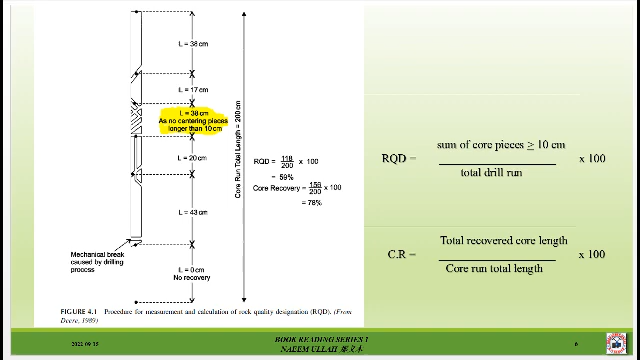 L = 38 cm
L = 17 cm
L = 38 cm
As no centering pieces
longer than 10 cm
L = 20 cm
L = 43 cm
Mechanical break
caused by drilling
process
L = 0 cm
No recovery
Core Run Total Length = 200 cm
RQD = 118/200 x 100
= 59%
Core Recovery = 156/200 x 100
= 78%
FIGURE 4.1 Procedure for measurement and calculation of rock quality designation (RQD). (From
Deere, 1989)
RQD = sum of core pieces ≥ 10 cm / total drill run x 100
C.R = Total recovered core length / Core run total length x 100
BOOK READING SERIES 1
2022 09 15
NAEEM ULLAH
6